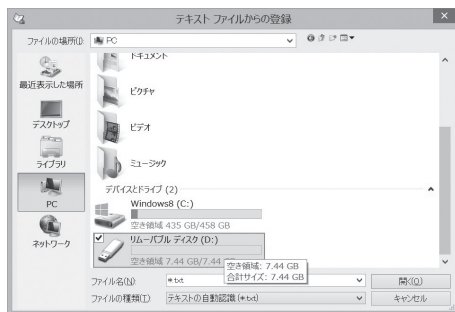 テキスト ファイルからの登録
ファイルの場所(I):
PC
最近表示した場所
デスクトップ
ライブラリ
PC
ネットワーク
ドキュメント
ピクチャ
ビデオ
ミュージック
デバイスとドライブ (2)
Windows8 (C:)
空き領域 435 GB/458 GB
リムーバブル ディスク (D:)
空き領域 7.44 GB/7.44 GB
空き領域: 7.44 GB
合計サイズ: 7.44 GB
ファイル名(N): *.txt 開く(O)
ファイルの種類(T): テキストの自動認識 (*.txt) キャンセル